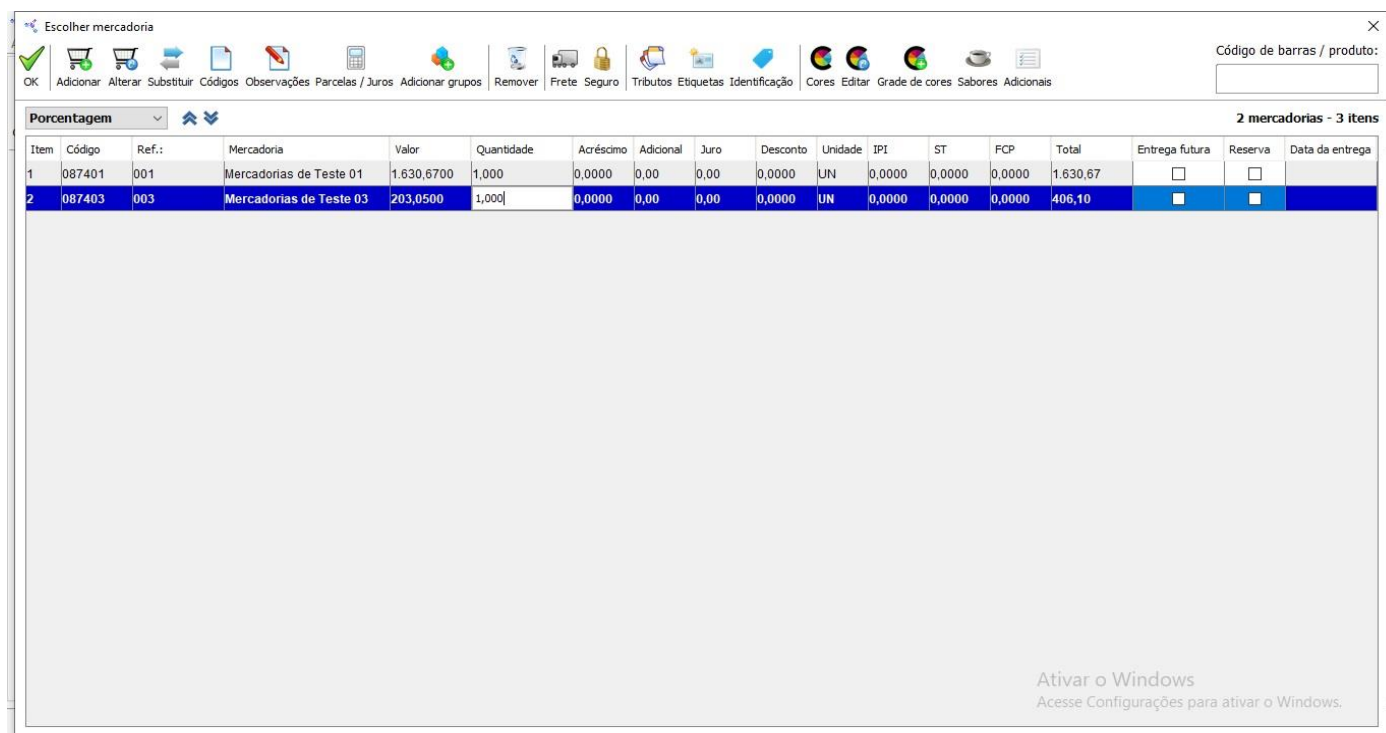 Escolher mercadoria
Código de barras / produto:
OK Adicionar Alterar Substituir Códigos Observações Parcelas / Juros Adicionar grupos Remover Frete Seguro Tributos Etiquetas Identificação Cores Editar Grade de cores Sabores Adicionais
Porcentagem 2 mercadorias - 3 itens
Item Código Ref.: Mercadoria Valor Quantidade Acréscimo Adicional Juro Desconto Unidade IPI ST FCP Total Entrega futura Reserva Data da entrega
1 087401 001 Mercadorias de Teste 01 1.630,6700 1,000 0,0000 0,00 0,00 0,0000 UN 0,0000 0,0000 0,0000 1.630,67
2 087403 003 Mercadorias de Teste 03 203,0500 1,000 0,0000 0,00 0,00 0,0000 UN 0,0000 0,0000 0,0000 406,10
Ativar o Windows
Acesse Configurações para ativar o Windows.